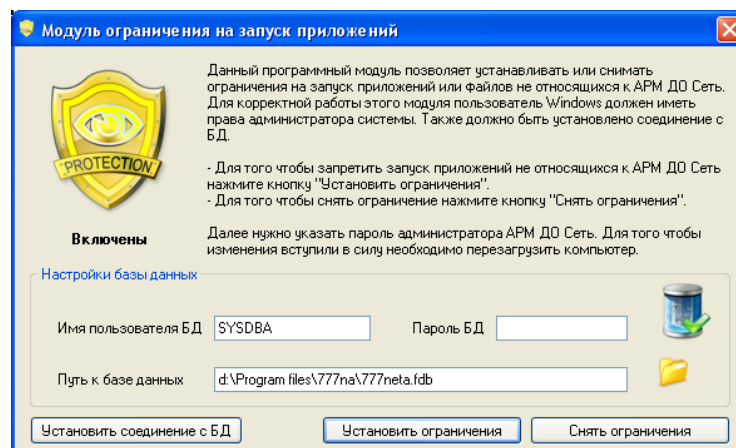 Модуль ограничения на запуск приложений
Данный программный модуль позволяет устанавливать или снимать
ограничения на запуск приложений или файлов не относящихся к АРМ ДО Сеть.
Для корректной работы этого модуля пользователь Windows должен иметь
права администратора системы. Также должно быть установлено соединение с
БД.
- Для того чтобы запретить запуск приложений не относящихся к АРМ ДО Сеть
нажмите кнопку "Установить ограничения".
- Для того чтобы снять ограничение нажмите кнопку "Снять ограничения".
Далее нужно указать пароль администратора АРМ ДО Сеть. Для того чтобы
изменения вступили в силу необходимо перезагрузить компьютер.
PROTECTION
Включены
Настройки базы данных
Имя пользователя БД SYSDBA Пароль БД
Путь к базе данных d:\Program files\777na\777neta.fdb
Установить соединение с БД Установить ограничения Снять ограничения